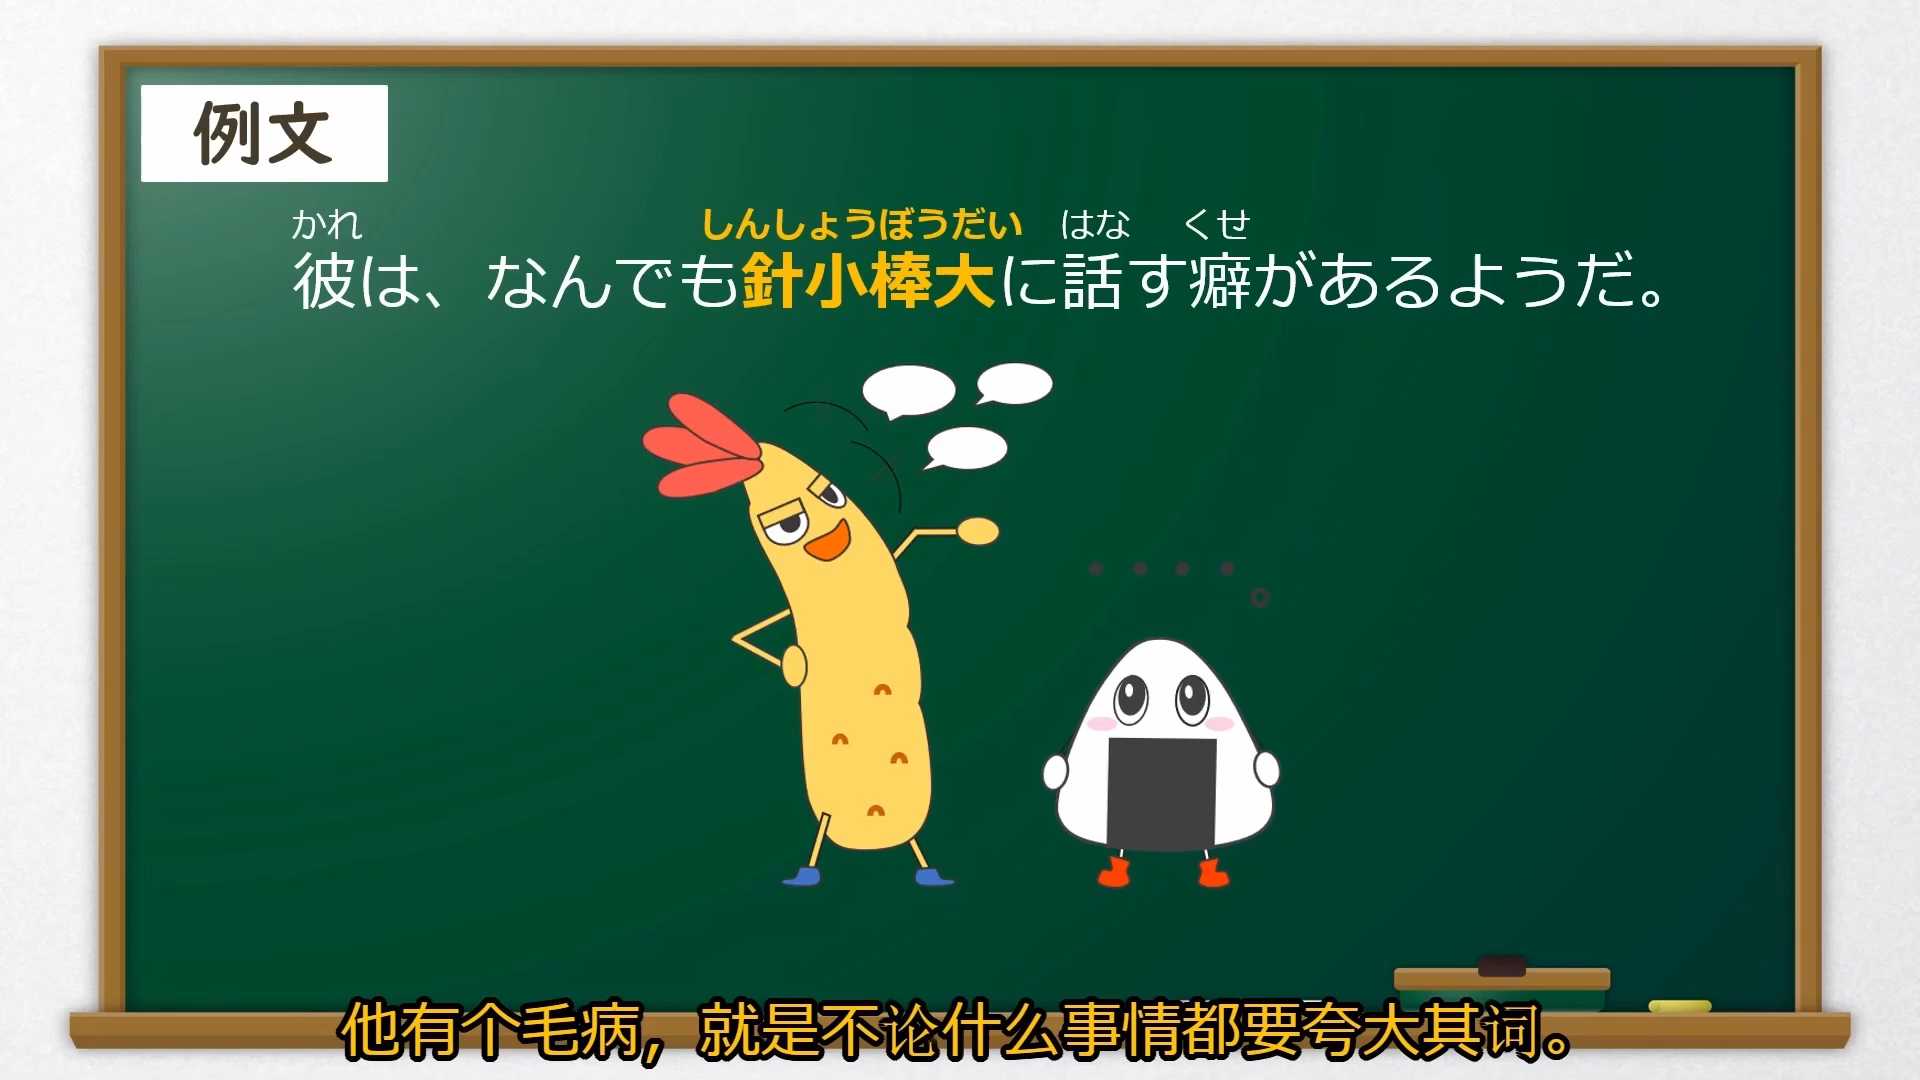 例文
かれ しんしょうぼうだい はな くせ
彼は、なんでも針小棒大に話す癖があるようだ。
他有个毛病，就是不论什么事情都要夸大其词。